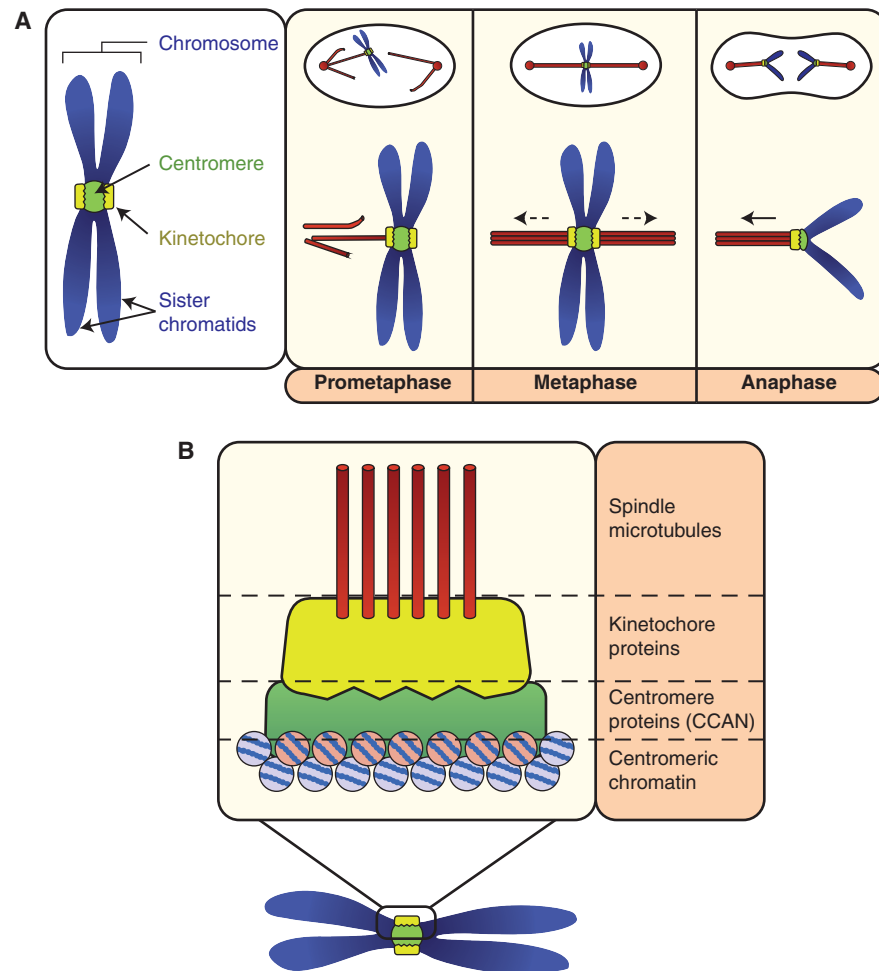 A
Chromosome
Centromere
Kinetochore
Sister
chromatids
Prometaphase
Metaphase
Anaphase
B
Spindle
microtubules
Kinetochore
proteins
Centromere
proteins (CCAN)
Centromeric
chromatin